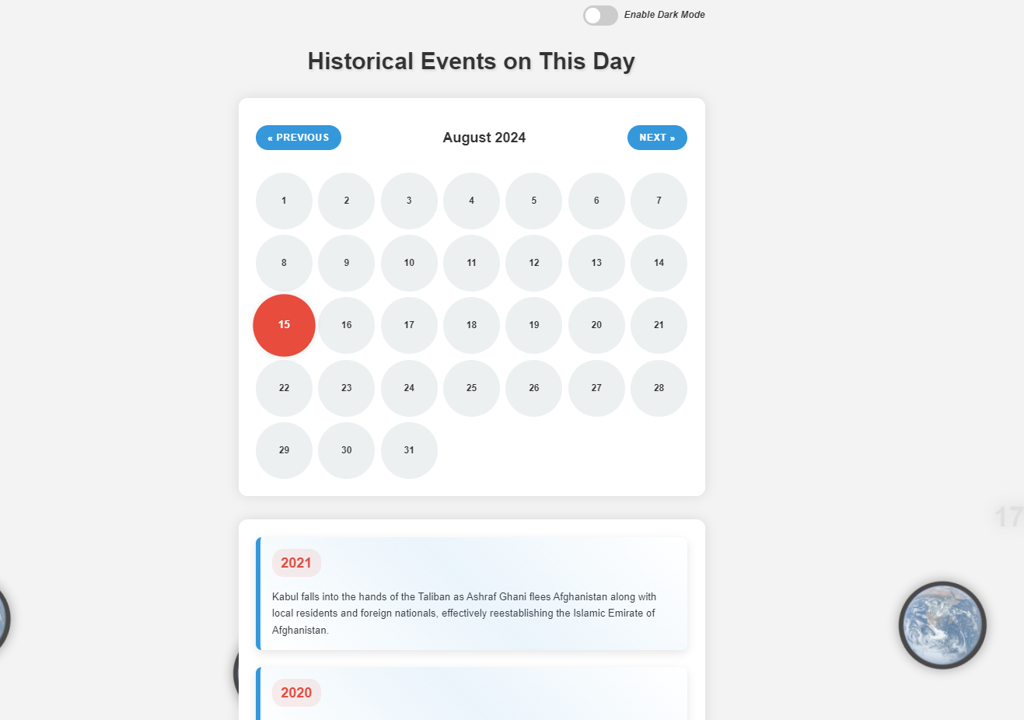 Enable Dark Mode
Historical Events on This Day
« PREVIOUS
August 2024
NEXT »
1 2 3 4 5 6 7
8 9 10 11 12 13 14
15 16 17 18 19 20 21
22 23 24 25 26 27 28
29 30 31
17
2021
Kabul falls into the hands of the Taliban as Ashraf Ghani flees Afghanistan along with
local residents and foreign nationals, effectively reestablishing the Islamic Emirate of
Afghanistan.
2020